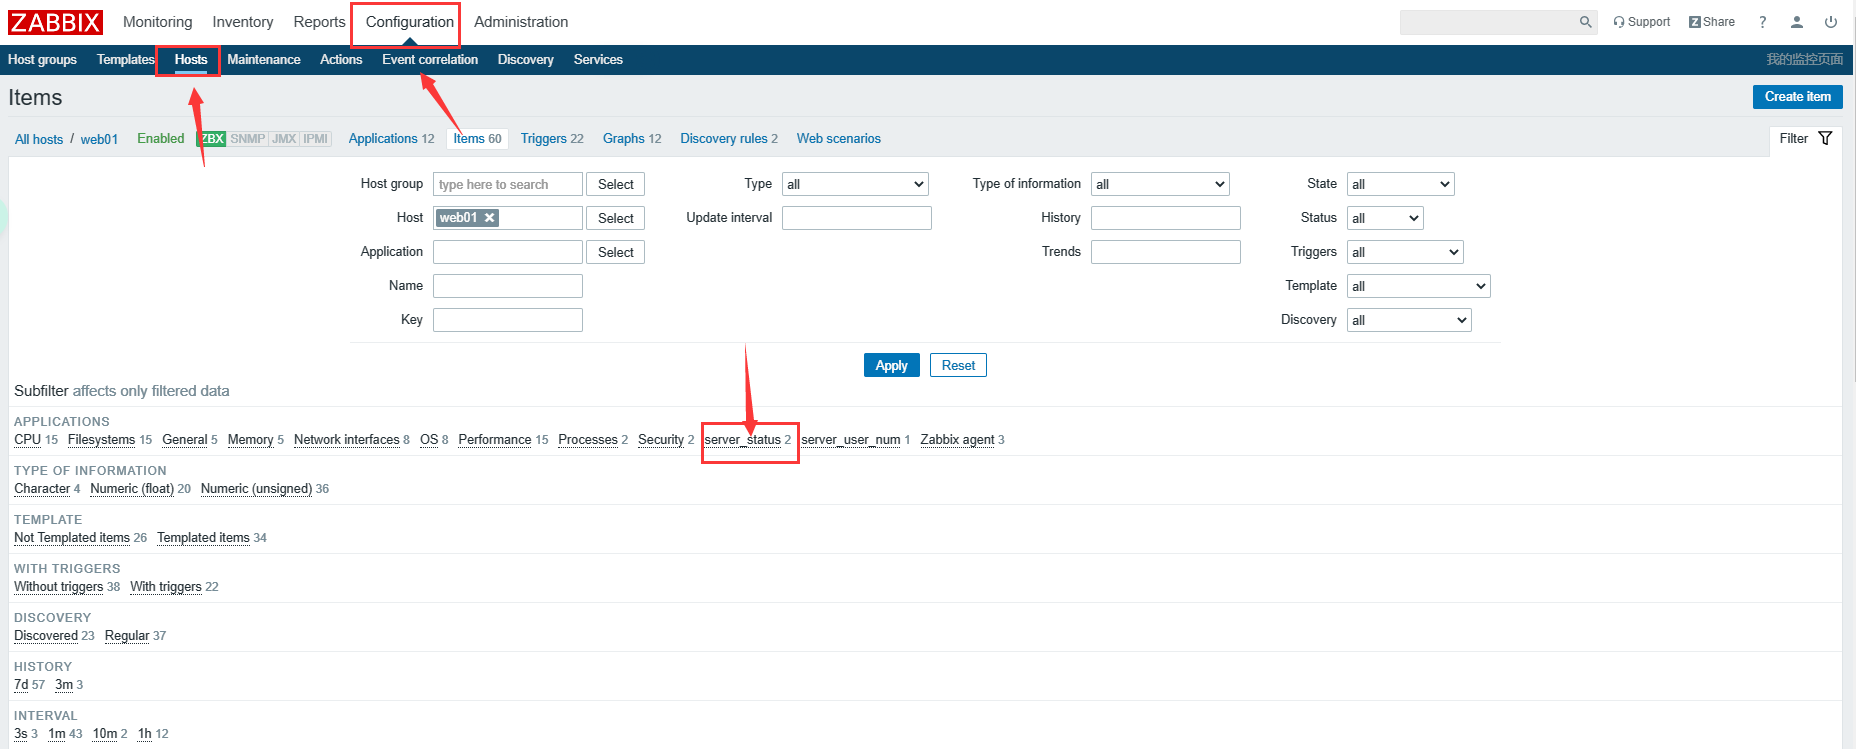 ZABBIX Monitoring Inventory Reports Configuration Administration Support Z Share ?
Host groups Templates Hosts Maintenance Actions Event correlation Discovery Services 我的监控页面
Items Create item
All hosts / web01 Enabled ZBX SNMP JMX IPMI Applications 12 Items 60 Triggers 22 Graphs 12 Discovery rules 2 Web scenarios Filter
Host group type here to search Select Type all Type of information all State all
Host web01 Select Update interval History Status all
Application Select Trends Triggers all
Name Template all
Key Discovery all
Apply Reset
Subfilter affects only filtered data
APPLICATIONS
CPU 15 Filesystems 15 General 5 Memory 5 Network interfaces 8 OS 8 Performance 15 Processes 2 Security 2 server_status 2 server_user_num 1 Zabbix agent 3
TYPE OF INFORMATION
Character 4 Numeric (float) 20 Numeric (unsigned) 36
TEMPLATE
Not Templated items 26 Templated items 34
WITH TRIGGERS
Without triggers 38 With triggers 22
DISCOVERY
Discovered 23 Regular 37
HISTORY
7d 57 3m 3
INTERVAL
3s 3 1m 43 10m 2 1h 12